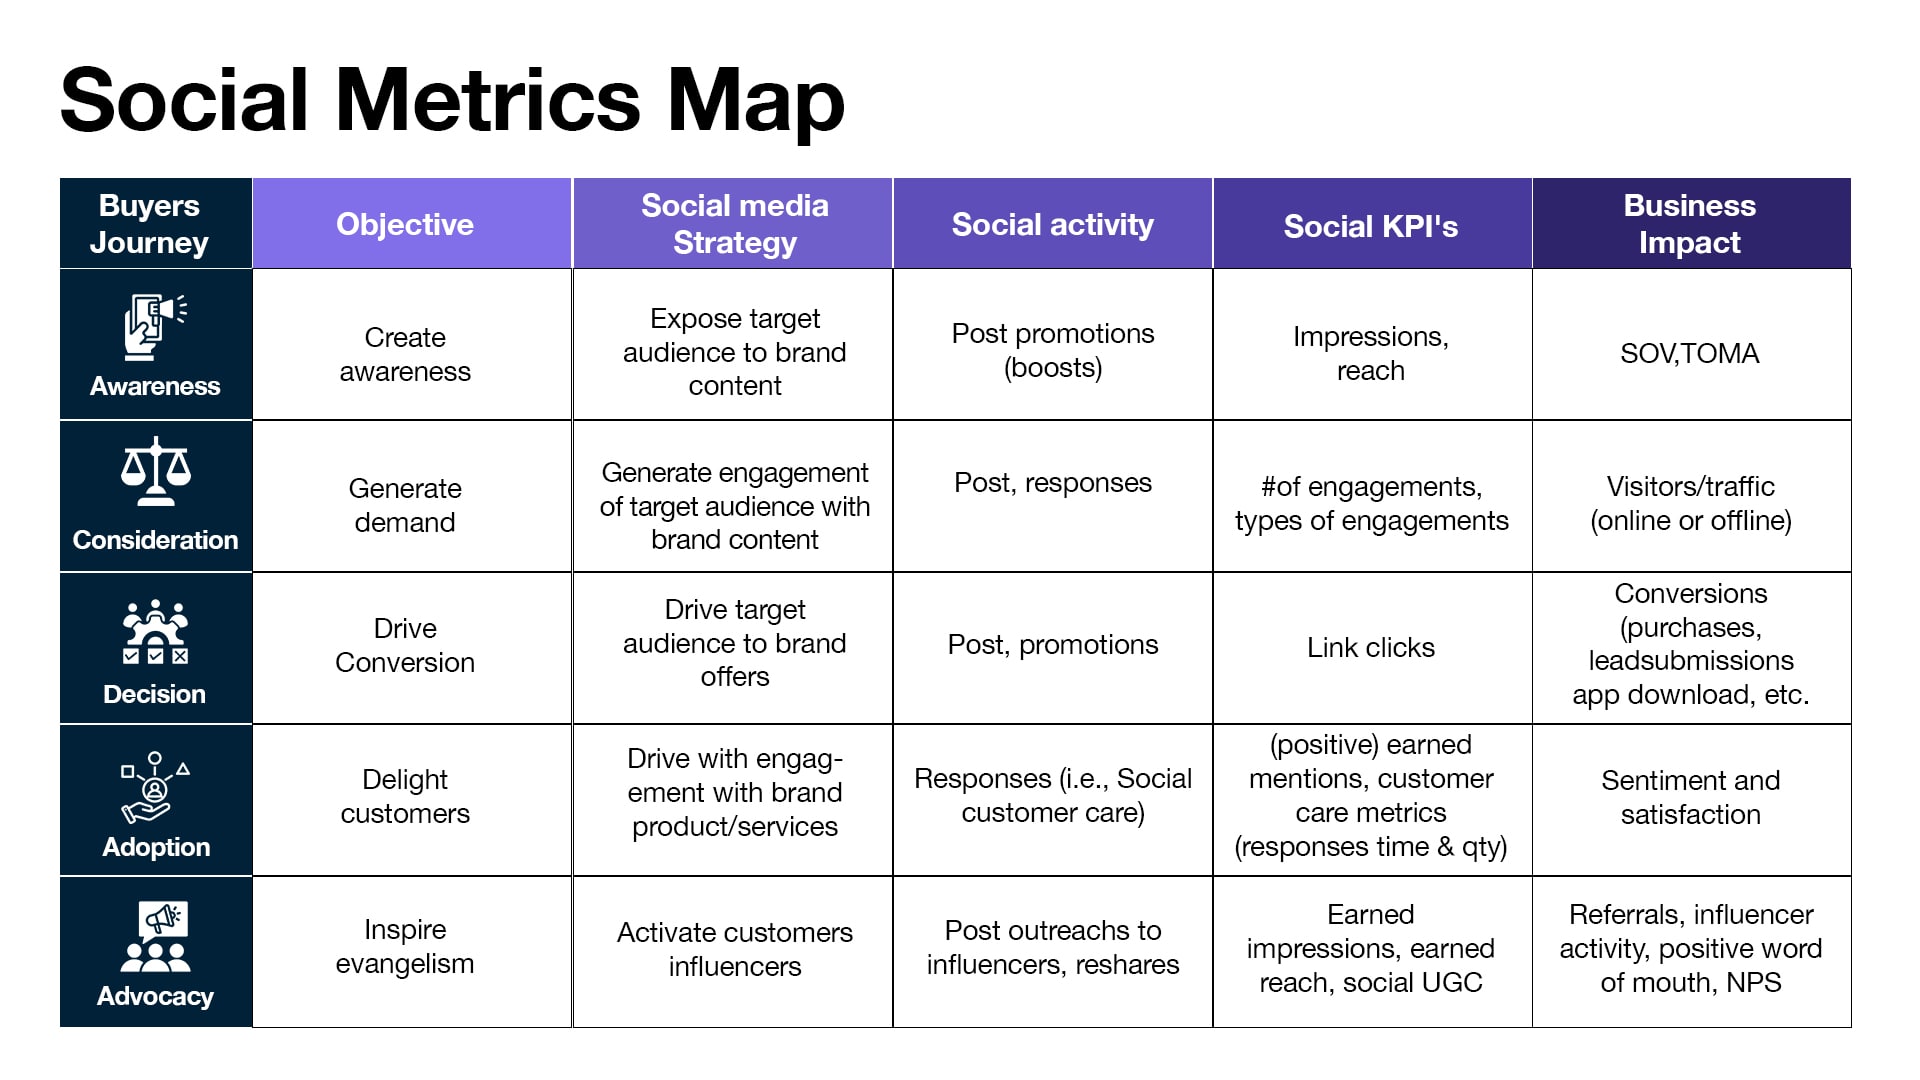 Social Metrics Map
Buyers
Journey
Objective
Social media
Strategy
Social activity
Social KPI's
Business
Impact
Awareness
Create
awareness
Expose target
audience to brand
content
Post promotions
(boosts)
Impressions,
reach
SOV,TOMA
Consideration
Generate
demand
Generate engagement
of target audience with
brand content
Post, responses
#of engagements,
types of engagements
Visitors/traffic
(online or offline)
Decision
Drive
Conversion
Drive target
audience to brand
offers
Post, promotions
Link clicks
Conversions
(purchases,
leadsubmissions
app download, etc.
Adoption
Delight
customers
Drive with engag-
ement with brand
product/services
Responses (i.e., Social
customer care)
(positive) earned
mentions, customer
care metrics
(responses time & qty)
Sentiment and
satisfaction
Advocacy
Inspire
evangelism
Activate customers
influencers
Post outreachs to
influencers, reshares
Earned
impressions, earned
reach, social UGC
Referrals, influencer
activity, positive word
of mouth, NPS